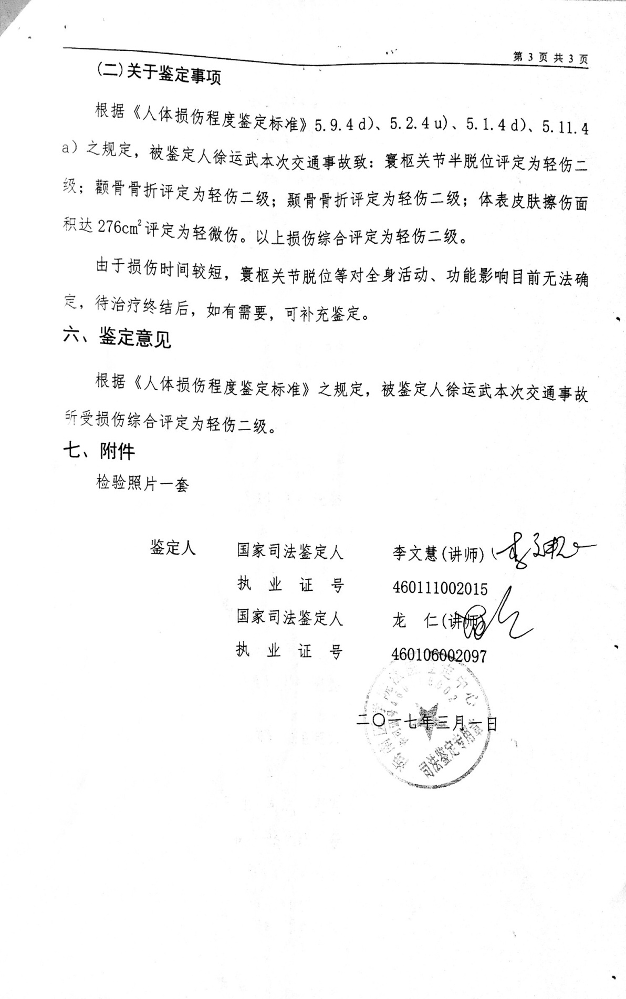 第 3 页 共 3 页
(二)关于鉴定事项
根据《人体损伤程度鉴定标准》5.9.4 d)、5.2.4 u)、5.1.4 d)、5.11.4
a）之规定，被鉴定人徐运武本次交通事故致：寰枢关节半脱位评定为轻伤二
级；颧骨骨折评定为轻伤二级；颞骨骨折评定为轻伤二级；体表皮肤擦伤面
积达 276cm²评定为轻微伤。以上损伤综合评定为轻伤二级。
由于损伤时间较短，寰枢关节脱位等对全身活动、功能影响目前无法确
定，待治疗终结后，如有需要，可补充鉴定。
六、鉴定意见
根据《人体损伤程度鉴定标准》之规定，被鉴定人徐运武本次交通事故
所受损伤综合评定为轻伤二级。
七、附件
检验照片一套
鉴定人 国家司法鉴定人 李文慧(讲师) 李文慧
执 业 证 号 460111002015
国家司法鉴定人 龙 仁(讲师)
执 业 证 号 460106002097
二〇一七年三月一日
司法鉴定专用章